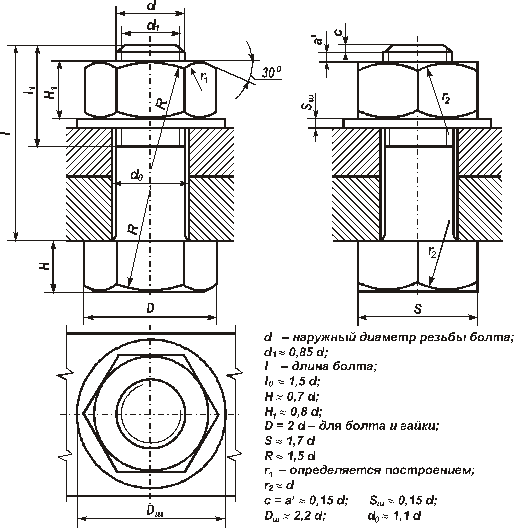 d
d₁
c
a'
r₁
30°
l
l₁
H₁
R
Sш
r₂
d₀
R
r₂
H
D
S
Dш
d – наружный диаметр резьбы болта;
d₁ ≈ 0,85 d;
l – длина болта;
l₀ ≈ 1,5 d;
H ≈ 0,7 d;
H₁ ≈ 0,8 d;
D = 2 d – для болта и гайки;
S ≈ 1,7 d
R ≈ 1,5 d
r₁ – определяется построением;
r₂ ≈ d
c = a' ≈ 0,15 d; Sш ≈ 0,15 d;
Dш ≈ 2,2 d; d₀ ≈ 1,1 d